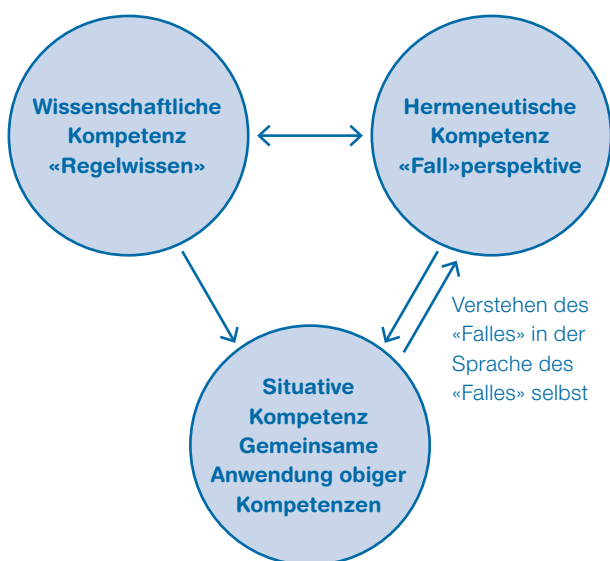 Wissenschaftliche
Kompetenz
«Regelwissen»
Hermeneutische
Kompetenz
«Fall»perspektive
Verstehen des
«Falles» in der
Sprache des
«Falles» selbst
Situative
Kompetenz
Gemeinsame
Anwendung obiger
Kompetenzen